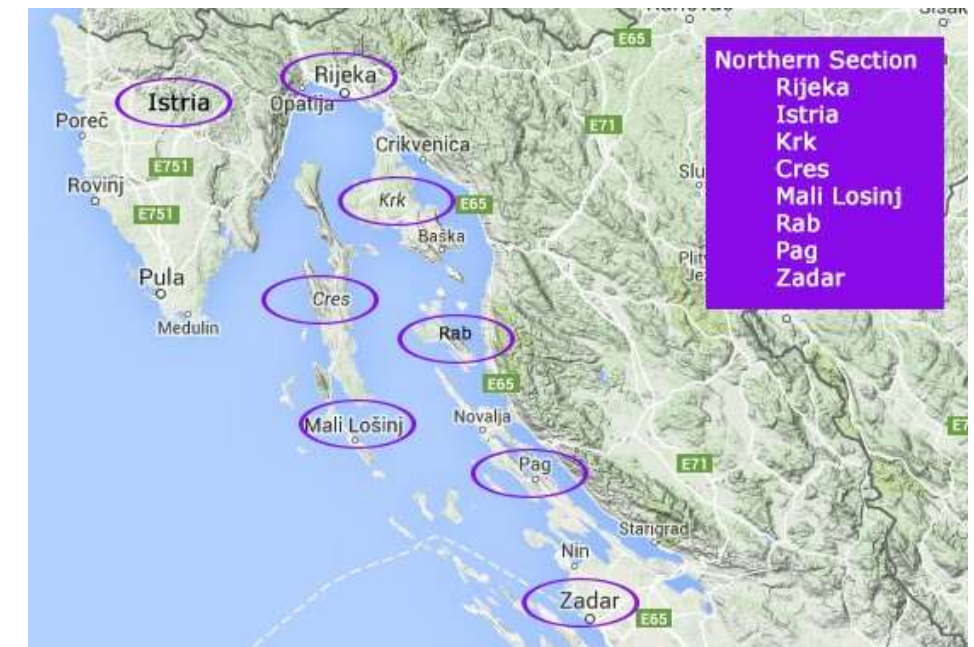 E65
Northern Section
Rijeka
Istria
Krk
Cres
Mali Losinj
Rab
Pag
Zadar
Rijeka
Istria
Opatija
Poreč
E71
Crikvenica
E751
Rovinj
Krk
E65
E751
Baška
Pula
Cres
Medulin
Rab
E65
Mali Lošinj
Novalja
Pag
E71
Starigrad
Nin
Zadar
E65